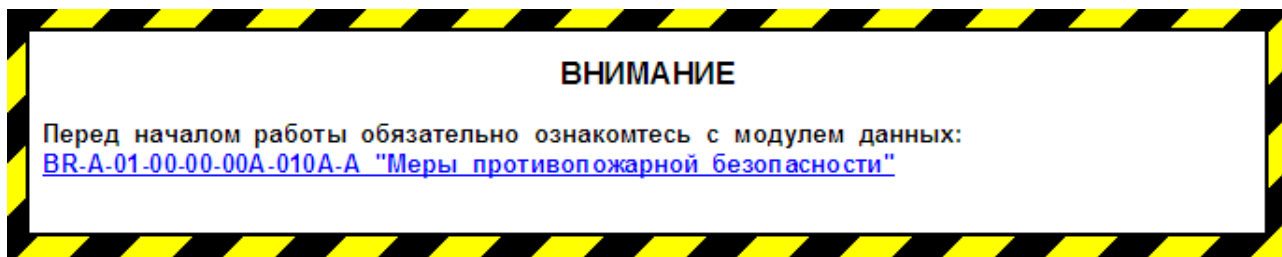 ВНИМАНИЕ
Перед началом работы обязательно ознакомтесь с модулем данных:
BR-A-01-00-00-00A-010A-A "Меры противопожарной безопасности"